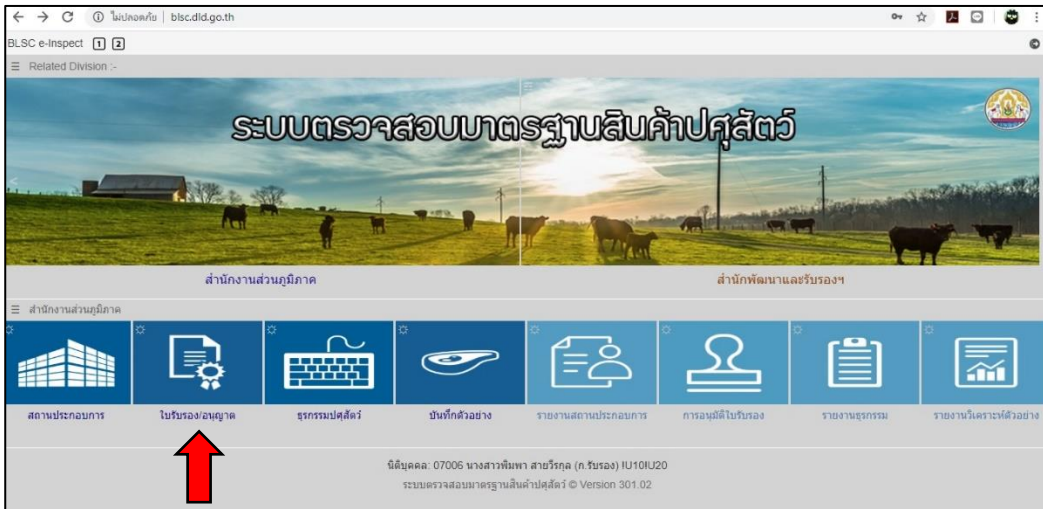 ไม่ปลอดภัย | blsc.dld.go.th
BLSC e-Inspect 1 2
Related Division :-
ระบบตรวจสอบมาตรฐานสินค้าปศุสัตว์
สำนักงานส่วนภูมิภาค
สำนักพัฒนาและรับรองฯ
สำนักงานส่วนภูมิภาค
สถานประกอบการ
ใบรับรอง/อนุญาต
ธุรกรรมปศุสัตว์
บันทึกตัวอย่าง
รายงานสถานประกอบการ
การอนุมัติใบรับรอง
รายงานธุรกรรม
รายงานวิเคราะห์ตัวอย่าง
นิติบุคคล: 07006 นางสาวพิมพา สายวีรกุล (ก.รับรอง) IU10IU20
ระบบตรวจสอบมาตรฐานสินค้าปศุสัตว์ © Version 301.02